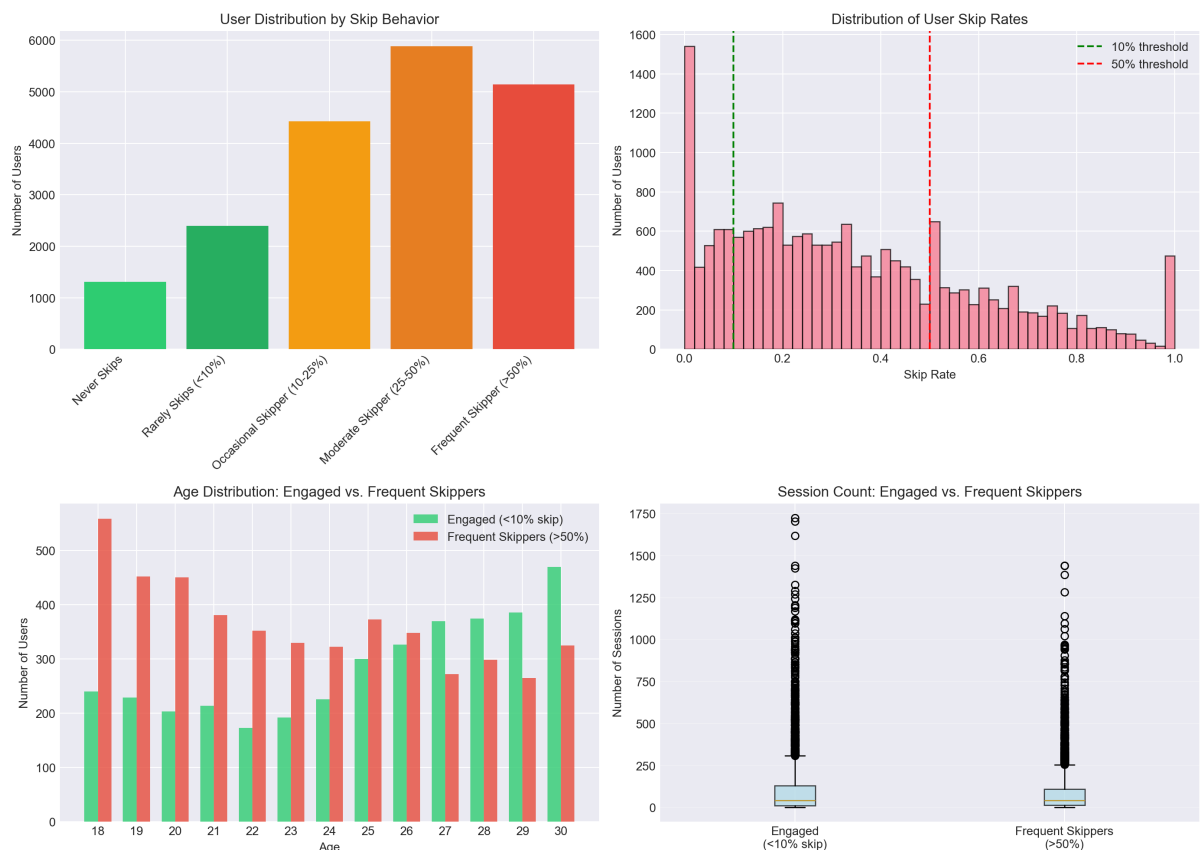 User Distribution by Skip Behavior
Number of Users
6000
5000
4000
3000
2000
1000
0
Never Skips
Rarely Skips (<10%)
Occasional Skipper (10-25%)
Moderate Skipper (25-50%)
Frequent Skipper (>50%)
Distribution of User Skip Rates
Number of Users
1600
1400
1200
1000
800
600
400
200
0
10% threshold
50% threshold
0.0
0.2
0.4
0.6
0.8
1.0
Skip Rate
Age Distribution: Engaged vs. Frequent Skippers
Number of Users
500
400
300
200
100
0
Engaged (<10% skip)
Frequent Skippers (>50%)
18
19
20
21
22
23
24
25
26
27
28
29
30
Age
Session Count: Engaged vs. Frequent Skippers
Number of Sessions
1750
1500
1250
1000
750
500
250
0
Engaged
(<10% skip)
Frequent Skippers
(>50%)